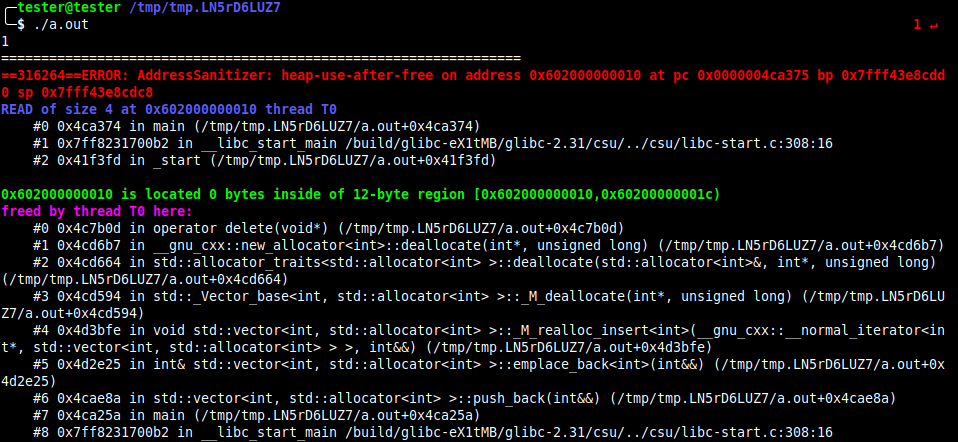 tester@tester /tmp/tmp.LN5rD6LUZ7
$ ./a.out 1 ↵
1
=================================================================
==316264==ERROR: AddressSanitizer: heap-use-after-free on address 0x602000000010 at pc 0x0000004ca375 bp 0x7fff43e8cdd
0 sp 0x7fff43e8cdc8
READ of size 4 at 0x602000000010 thread T0
    #0 0x4ca374 in main (/tmp/tmp.LN5rD6LUZ7/a.out+0x4ca374)
    #1 0x7ff8231700b2 in __libc_start_main /build/glibc-eX1tMB/glibc-2.31/csu/../csu/libc-start.c:308:16
    #2 0x41f3fd in _start (/tmp/tmp.LN5rD6LUZ7/a.out+0x41f3fd)
0x602000000010 is located 0 bytes inside of 12-byte region [0x602000000010,0x60200000001c)
freed by thread T0 here:
    #0 0x4c7b0d in operator delete(void*) (/tmp/tmp.LN5rD6LUZ7/a.out+0x4c7b0d)
    #1 0x4cd6b7 in __gnu_cxx::new_allocator<int>::deallocate(int*, unsigned long) (/tmp/tmp.LN5rD6LUZ7/a.out+0x4cd6b7)
    #2 0x4cd664 in std::allocator_traits<std::allocator<int> >::deallocate(std::allocator<int>&, int*, unsigned long)
(/tmp/tmp.LN5rD6LUZ7/a.out+0x4cd664)
    #3 0x4cd594 in std::_Vector_base<int, std::allocator<int> >::_M_deallocate(int*, unsigned long) (/tmp/tmp.LN5rD6LU
Z7/a.out+0x4cd594)
    #4 0x4d3bfe in void std::vector<int, std::allocator<int> >::_M_realloc_insert<int>(__gnu_cxx::__normal_iterator<in
t*, std::vector<int, std::allocator<int> > >, int&&) (/tmp/tmp.LN5rD6LUZ7/a.out+0x4d3bfe)
    #5 0x4d2e25 in int& std::vector<int, std::allocator<int> >::emplace_back<int>(int&&) (/tmp/tmp.LN5rD6LUZ7/a.out+0x
4d2e25)
    #6 0x4cae8a in std::vector<int, std::allocator<int> >::push_back(int&&) (/tmp/tmp.LN5rD6LUZ7/a.out+0x4cae8a)
    #7 0x4ca25a in main (/tmp/tmp.LN5rD6LUZ7/a.out+0x4ca25a)
    #8 0x7ff8231700b2 in __libc_start_main /build/glibc-eX1tMB/glibc-2.31/csu/../csu/libc-start.c:308:16